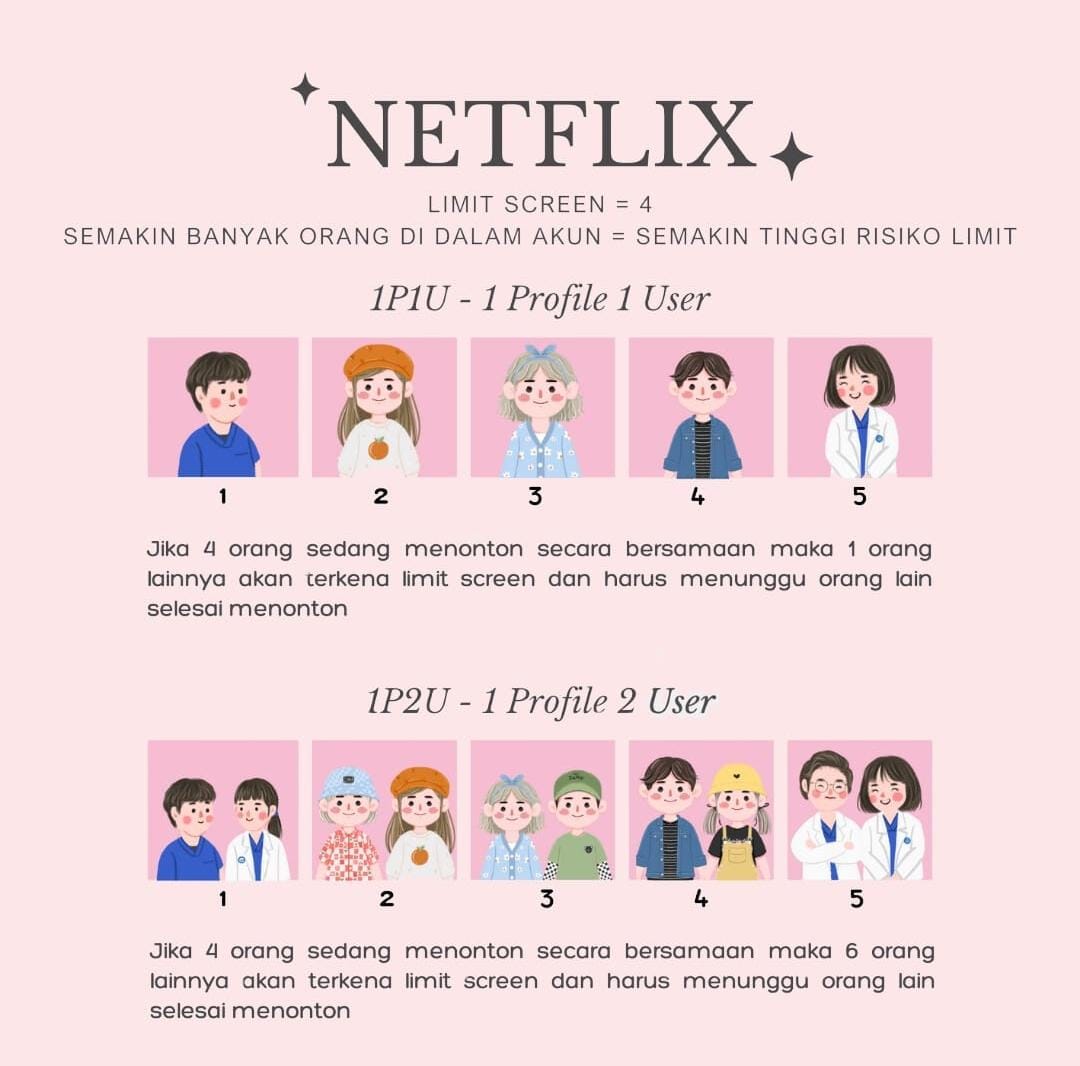 NETFLIX
LIMIT SCREEN = 4
SEMAKIN BANYAK ORANG DI DALAM AKUN = SEMAKIN TINGGI RISIKO LIMIT
1P1U - 1 Profile 1 User
1 2 3 4 5
Jika 4 orang sedang menonton secara bersamaan maka 1 orang
lainnya akan terkena limit screen dan harus menunggu orang lain
selesai menonton
1P2U - 1 Profile 2 User
1 2 3 4 5
Jika 4 orang sedang menonton secara bersamaan maka 6 orang
lainnya akan terkena limit screen dan harus menunggu orang lain
selesai menonton